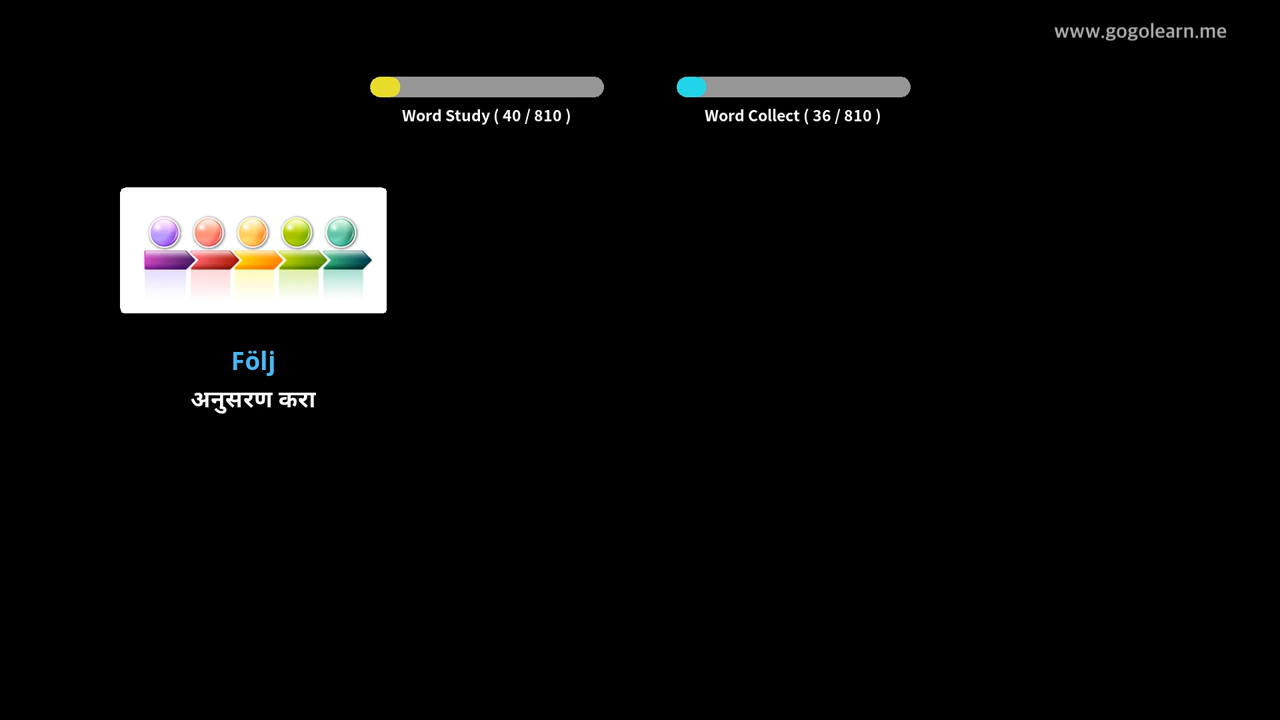 www.gogolearn.me
Word Study ( 40 / 810 )
Word Collect ( 36 / 810 )
Följ
अनुसरण करा